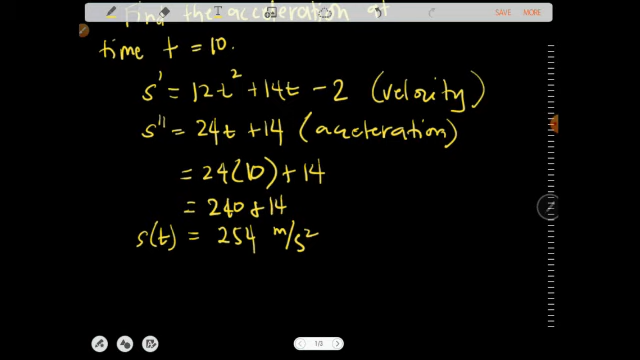 Find the acceleration at
time t = 10.
s' = 12t² + 14t - 2 (velocity)
s" = 24t + 14 (acceleration)
= 24(10) + 14
= 240 + 14
s(t) = 254 m/s²
SAVE MORE
1/3